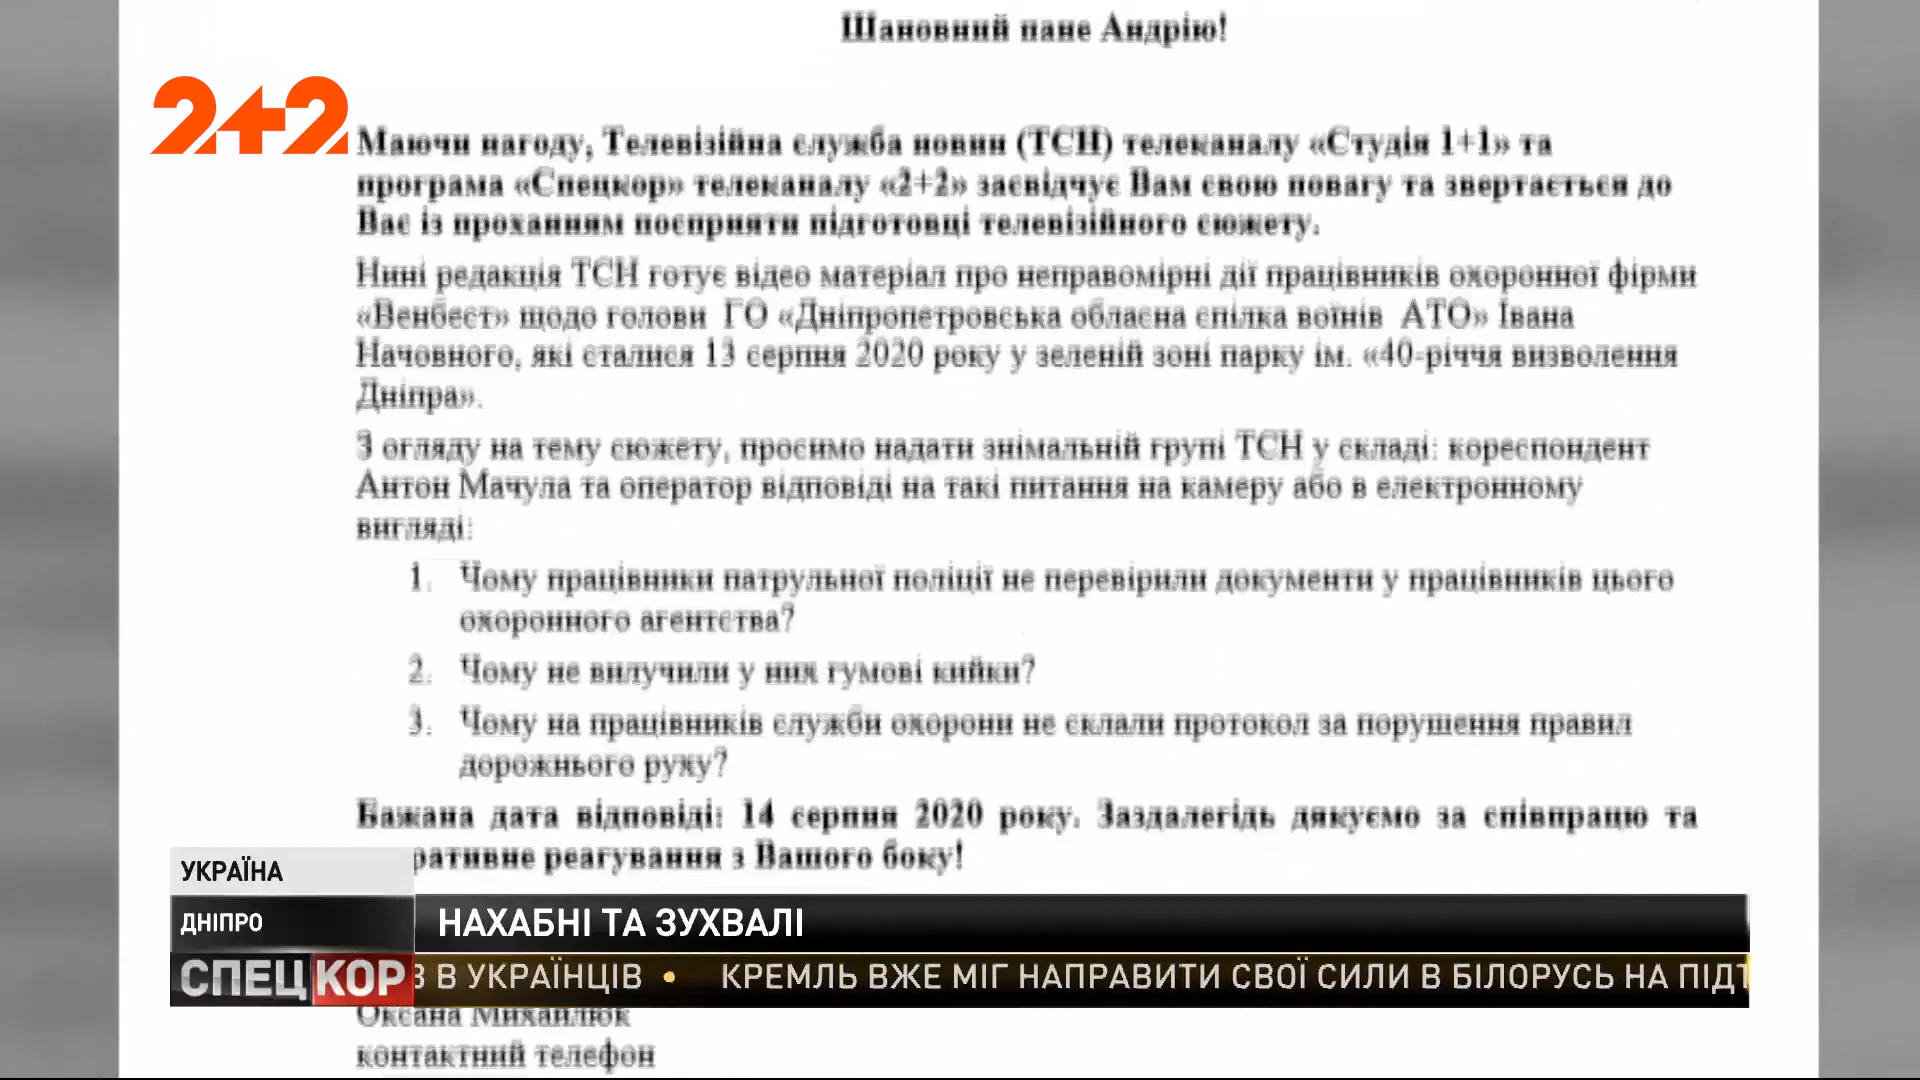 Шановний пане Андрію!
2+2
Маючи нагоду, Телевізійна служба новин (ТСН) телеканалу «Студія 1+1» та
програма «Спецкор» телеканалу «2+2» засвідчує Вам свою повагу та звертається до
Вас із проханням посприяти підготовці телевізійного сюжету.
Нині редакція ТСН готує відео матеріал про неправомірні дії працівників охоронної фірми
«Венбест» щодо голови ГО «Дніпропетровська обласна спілка воїнів АТО» Івана
Начовного, які сталися 13 серпня 2020 року у зеленій зоні парку ім. «40-річчя визволення
Дніпра».
З огляду на тему сюжету, просимо надати знімальній групі ТСН у складі: кореспондент
Антон Мачула та оператор відповіді на такі питання на камеру або в електронному
вигляді:
1. Чому працівники патрульної поліції не перевірили документи у працівників цього
охоронного агентства?
2. Чому не вилучили у них гумові кийки?
3. Чому на працівників служби охорони не склали протокол за порушення правил
дорожнього руху?
Бажана дата відповіді: 14 серпня 2020 року. Заздалегідь дякуємо за співпрацю та
ративне реагування з Вашого боку!
УКРАЇНА
ДНІПРО
НАХАБНІ ТА ЗУХВАЛІ
СПЕЦКОР
В УКРАЇНЦІВ • КРЕМЛЬ ВЖЕ МІГ НАПРАВИТИ СВОЇ СИЛИ В БІЛОРУСЬ НА ПІДТ
Оксана Михайлюк
контактний телефон